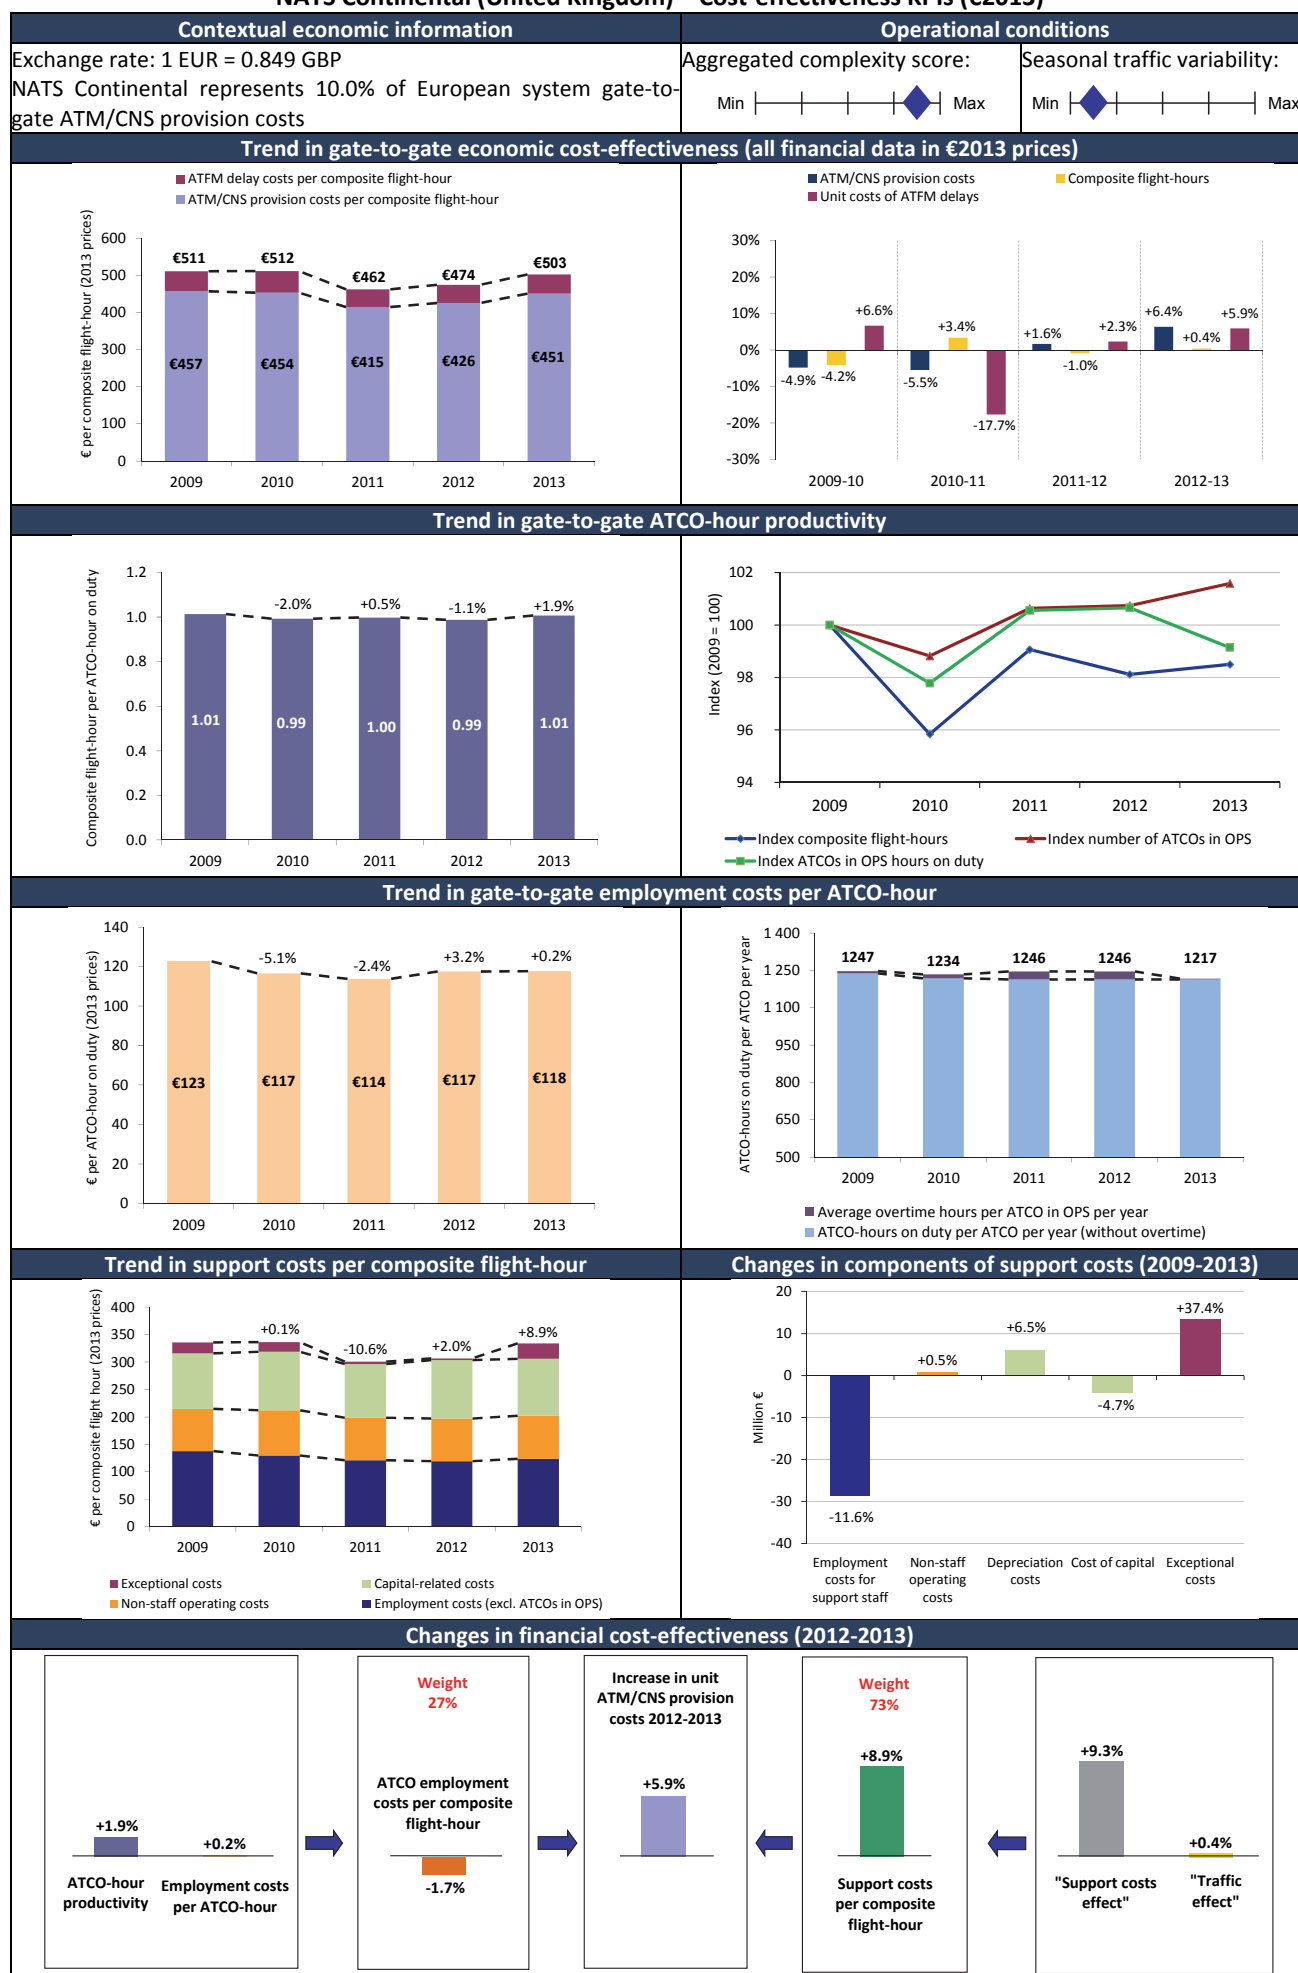 NATS Continental (United Kingdom) – Cost-effectiveness KPIs (€2013)
Contextual economic information
Operational conditions
Exchange rate: 1 EUR = 0.849 GBP
NATS Continental represents 10.0% of European system gate-to-
gate ATM/CNS provision costs
Aggregated complexity score:
Min
Max
Seasonal traffic variability:
Min
Max
Trend in gate-to-gate economic cost-effectiveness (all financial data in €2013 prices)
ATFM delay costs per composite flight-hour
ATM/CNS provision costs per composite flight-hour
€ per composite flight-hour (2013 prices)
600
500
400
300
200
100
0
€511
€512
€462
€474
€503
€457
€454
€415
€426
€451
2009
2010
2011
2012
2013
ATM/CNS provision costs
Composite flight-hours
Unit costs of ATFM delays
30%
20%
10%
0%
-10%
-20%
-30%
-4.9%
-4.2%
+6.6%
-5.5%
+3.4%
-17.7%
+1.6%
-1.0%
+2.3%
+6.4%
+0.4%
+5.9%
2009-10
2010-11
2011-12
2012-13
Trend in gate-to-gate ATCO-hour productivity
Composite flight-hour per ATCO-hour on duty
1.2
1.0
0.8
0.6
0.4
0.2
0.0
-2.0%
+0.5%
-1.1%
+1.9%
1.01
0.99
1.00
0.99
1.01
2009
2010
2011
2012
2013
Index (2009 = 100)
102
100
98
96
94
2009
2010
2011
2012
2013
Index composite flight-hours
Index number of ATCOs in OPS
Index ATCOs in OPS hours on duty
Trend in gate-to-gate employment costs per ATCO-hour
€ per ATCO-hour on duty (2013 prices)
140
120
100
80
60
40
20
0
-5.1%
-2.4%
+3.2%
+0.2%
€123
€117
€114
€117
€118
2009
2010
2011
2012
2013
ATCO-hours on duty per ATCO per year
1 400
1 250
1 100
950
800
650
500
1247
1234
1246
1246
1217
2009
2010
2011
2012
2013
Average overtime hours per ATCO in OPS per year
ATCO-hours on duty per ATCO per year (without overtime)
Trend in support costs per composite flight-hour
Changes in components of support costs (2009-2013)
€ per composite flight hour (2013 prices)
400
350
300
250
200
150
100
50
0
+0.1%
-10.6%
+2.0%
+8.9%
2009
2010
2011
2012
2013
Exceptional costs
Capital-related costs
Non-staff operating costs
Employment costs (excl. ATCOs in OPS)
Million €
20
10
0
-10
-20
-30
-40
-11.6%
+0.5%
+6.5%
-4.7%
+37.4%
Employment
costs for
support staff
Non-staff
operating
costs
Depreciation
costs
Cost of capital
Exceptional
costs
Changes in financial cost-effectiveness (2012-2013)
+1.9%
+0.2%
ATCO-hour
productivity
Employment costs
per ATCO-hour
Weight
27%
ATCO employment
costs per composite
flight-hour
-1.7%
Increase in unit
ATM/CNS provision
costs 2012-2013
+5.9%
Weight
73%
+8.9%
Support costs
per composite
flight-hour
+9.3%
+0.4%
"Support costs
effect"
"Traffic
effect"